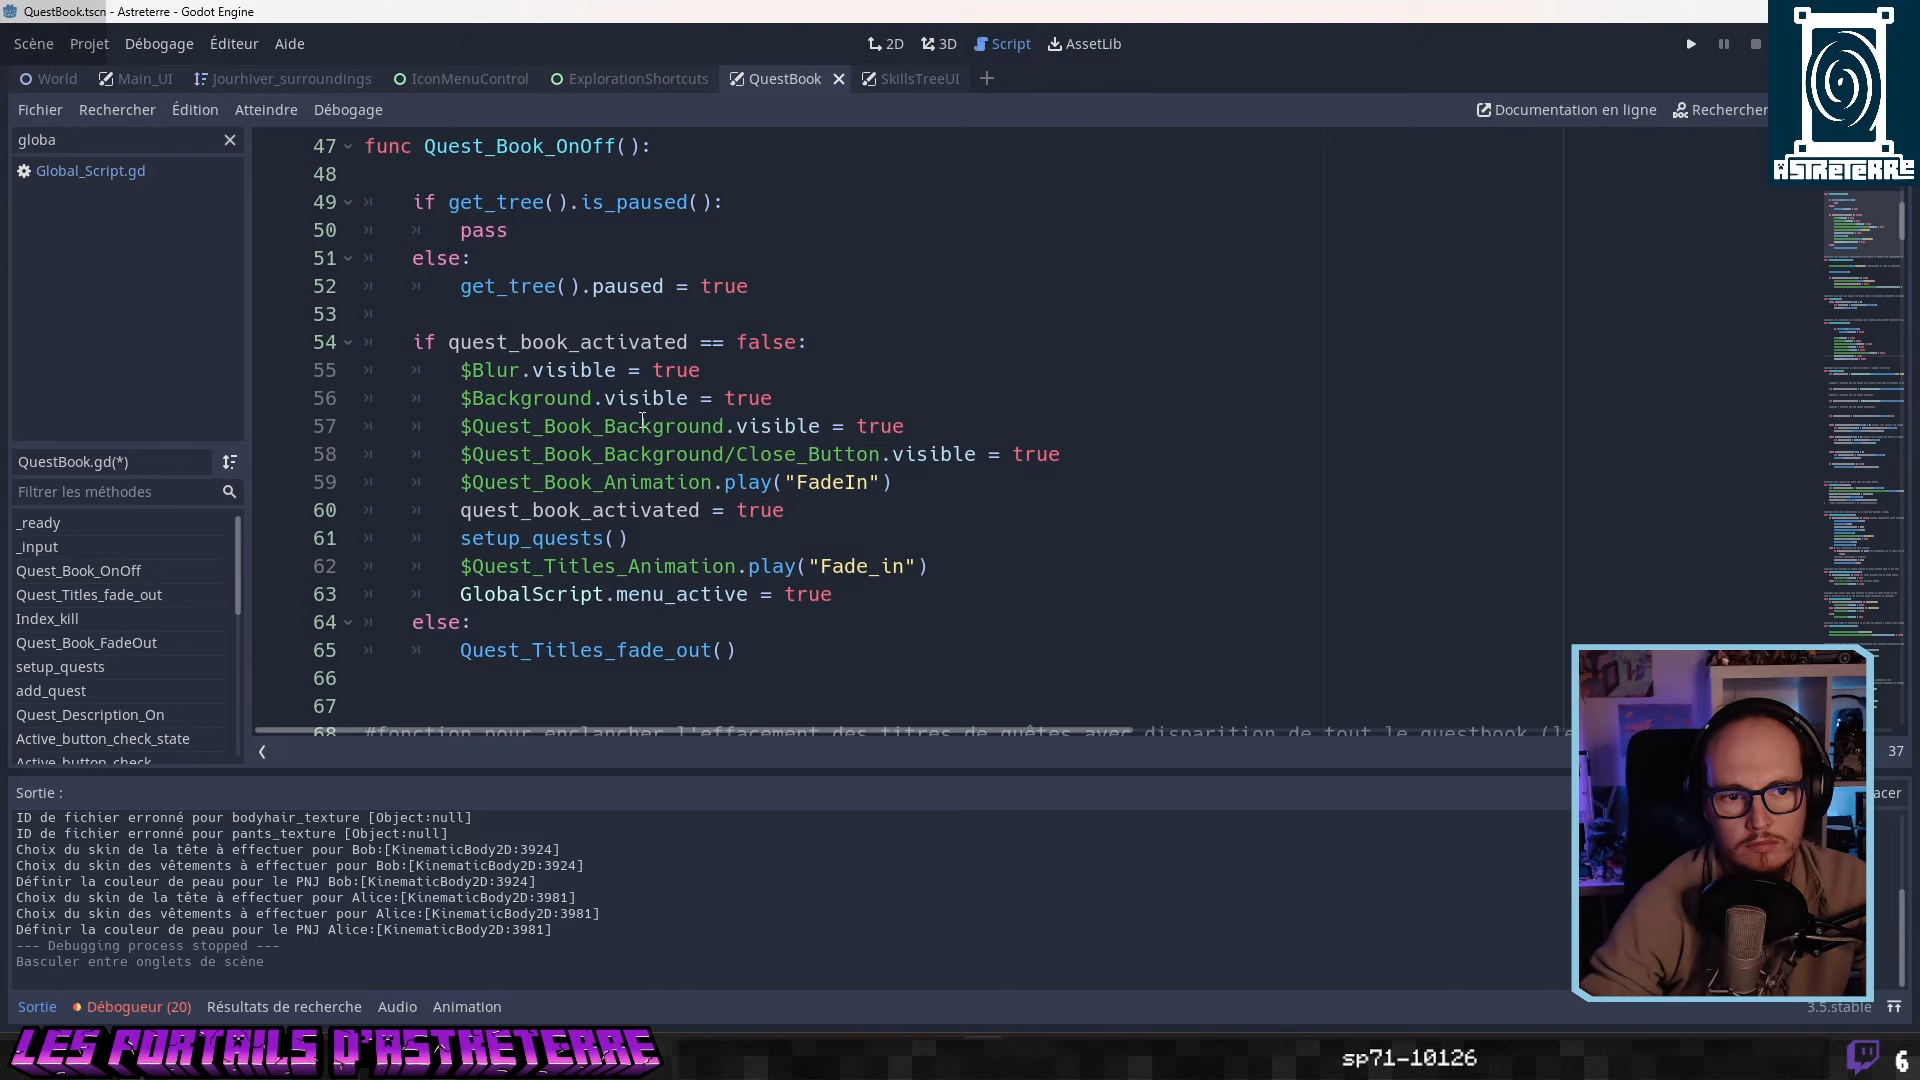 QuestBook.tscn - Astreterre - Godot Engine
Scène Projet Débogage Éditeur Aide 2D 3D Script AssetLib
World Main_UI Jourhiver_surroundings IconMenuControl ExplorationShortcuts QuestBook SkillsTreeUI
Fichier Rechercher Édition Atteindre Débogage Documentation en ligne Rechercher
ASTRETERRE
globa
Global_Script.gd
47 func Quest_Book_OnOff():
48
49 if get_tree().is_paused():
50 pass
51 else:
52 get_tree().paused = true
53
54 if quest_book_activated == false:
55 $Blur.visible = true
56 $Background.visible = true
57 $Quest_Book_Background.visible = true
58 $Quest_Book_Background/Close_Button.visible = true
59 $Quest_Book_Animation.play("FadeIn")
60 quest_book_activated = true
61 setup_quests()
62 $Quest_Titles_Animation.play("Fade_in")
63 GlobalScript.menu_active = true
64 else:
65 Quest_Titles_fade_out()
66
67
68 #fonction pour enclancher l'effacement des titres de quêtes avec disparition de tout le questbook (le
37
QuestBook.gd(*)
Filtrer les méthodes
_ready
_input
Quest_Book_OnOff
Quest_Titles_fade_out
Index_kill
Quest_Book_FadeOut
setup_quests
add_quest
Quest_Description_On
Active_button_check_state
Active_button_check
Sortie :
acer
ID de fichier erronné pour bodyhair_texture [Object:null]
ID de fichier erronné pour pants_texture [Object:null]
Choix du skin de la tête à effectuer pour Bob:[KinematicBody2D:3924]
Choix du skin des vêtements à effectuer pour Bob:[KinematicBody2D:3924]
Définir la couleur de peau pour le PNJ Bob:[KinematicBody2D:3924]
Choix du skin de la tête à effectuer pour Alice:[KinematicBody2D:3981]
Choix du skin des vêtements à effectuer pour Alice:[KinematicBody2D:3981]
Définir la couleur de peau pour le PNJ Alice:[KinematicBody2D:3981]
--- Debugging process stopped ---
Basculer entre onglets de scène
Sortie Débogueur (20) Résultats de recherche Audio Animation 3.5.stable
LES PORTAILS D'ASTRETERRE
sp71-10126
6